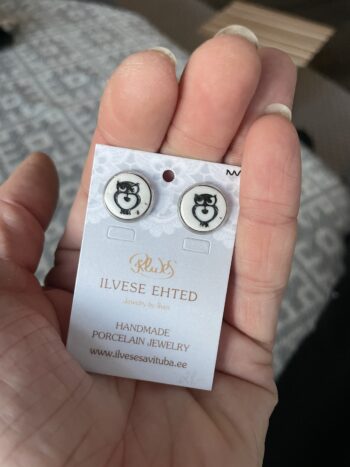 ILVESE EHTED
Jewelry by Ilves
HANDMADE
PORCELAIN JEWELRY
www.ilvesesavituba.ee